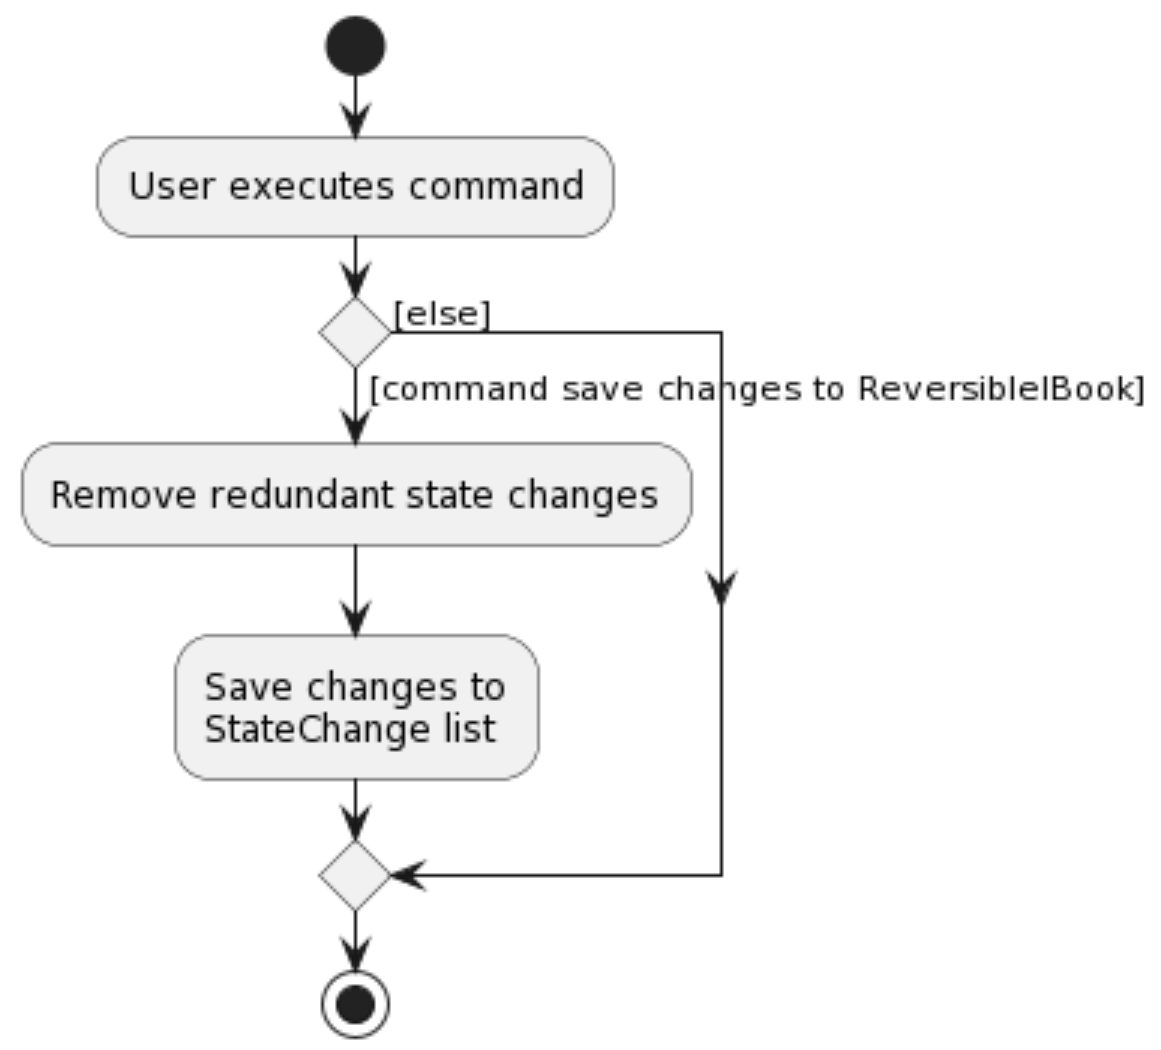 User executes command
[else]
[command save changes to ReversibleIBook]
Remove redundant state changes
Save changes to
StateChange list